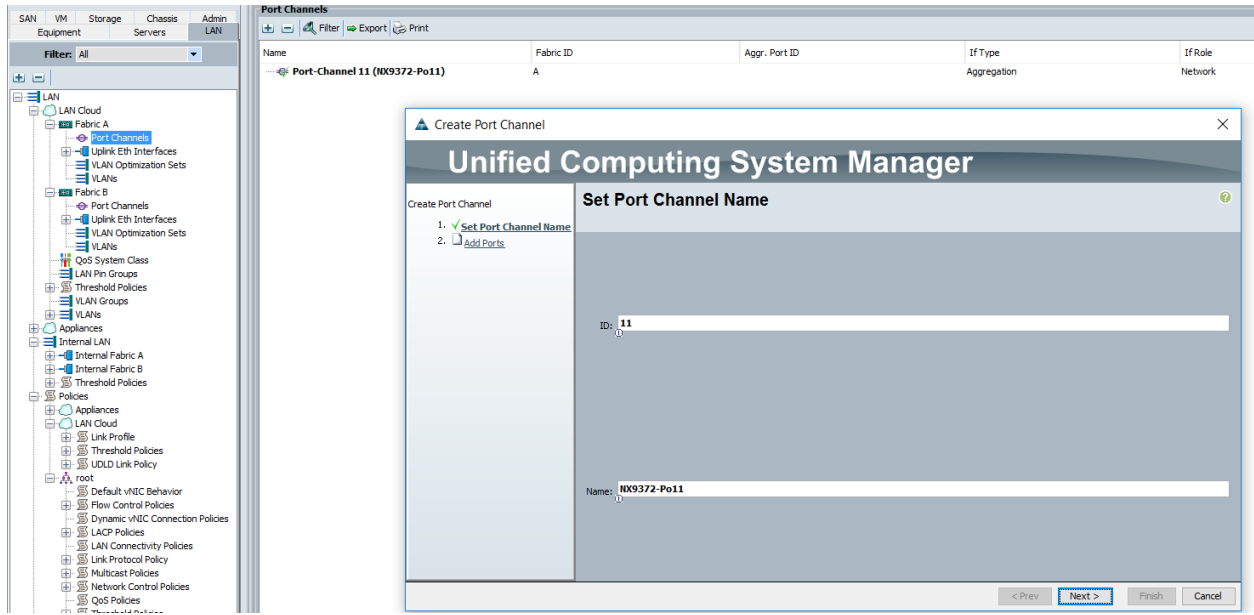 SAN VM Storage Chassis Admin
Equipment Servers LAN
Filter: All
LAN
LAN Cloud
Fabric A
Port Channels
Uplink Eth Interfaces
VLAN Optimization Sets
VLANs
Fabric B
Port Channels
Uplink Eth Interfaces
VLAN Optimization Sets
VLANs
QoS System Class
LAN Pin Groups
Threshold Policies
VLAN Groups
VLANs
Appliances
Internal LAN
Internal Fabric A
Internal Fabric B
Threshold Policies
Policies
Appliances
LAN Cloud
Link Profile
Threshold Policies
UDLD Link Policy
root
Default vNIC Behavior
Flow Control Policies
Dynamic vNIC Connection Policies
LACP Policies
LAN Connectivity Policies
Link Protocol Policy
Multicast Policies
Network Control Policies
QoS Policies
Threshold Policies
Port Channels
Filter Export Print
Name Fabric ID Aggr. Port ID If Type If Role
Port-Channel 11 (NX9372-Po11) A Aggregation Network
Create Port Channel
Unified Computing System Manager
Create Port Channel
1. Set Port Channel Name
2. Add Ports
Set Port Channel Name
ID: 11
Name: NX9372-Po11
< Prev Next > Finish Cancel